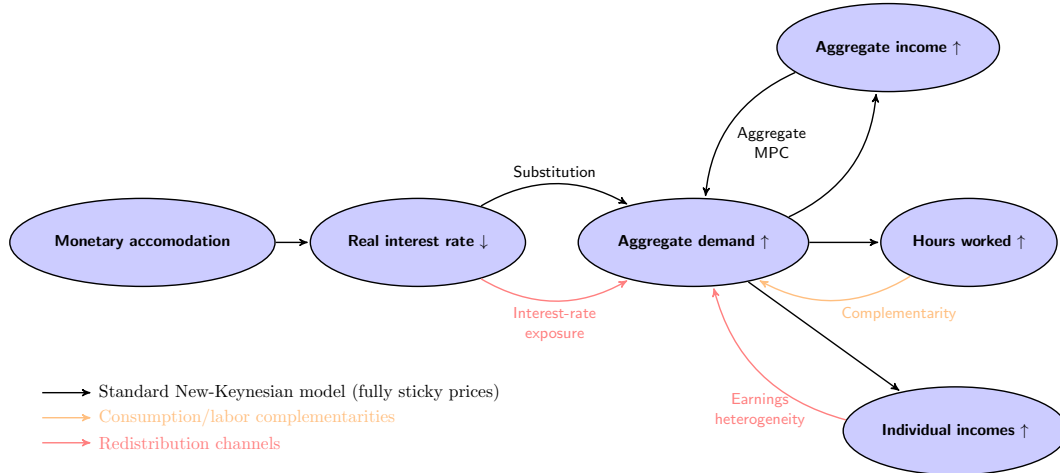 Aggregate income ↑
Aggregate
MPC
Substitution
Monetary accomodation
Real interest rate ↓
Aggregate demand ↑
Hours worked ↑
Interest-rate
exposure
Complementarity
Earnings
heterogeneity
Individual incomes ↑
Standard New-Keynesian model (fully sticky prices)
Consumption/labor complementarities
Redistribution channels